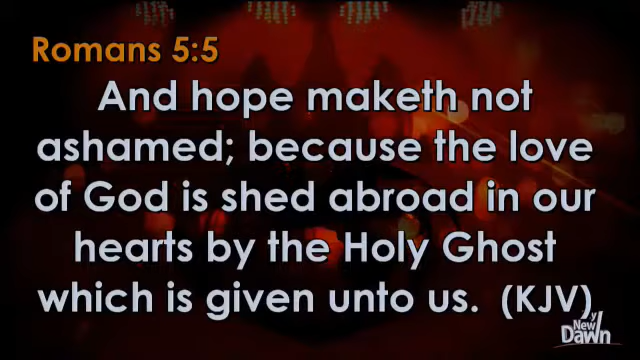 Romans 5:5
And hope maketh not
ashamed; because the love
of God is shed abroad in our
hearts by the Holy Ghost
which is given unto us. (KJV)
New
Dawn